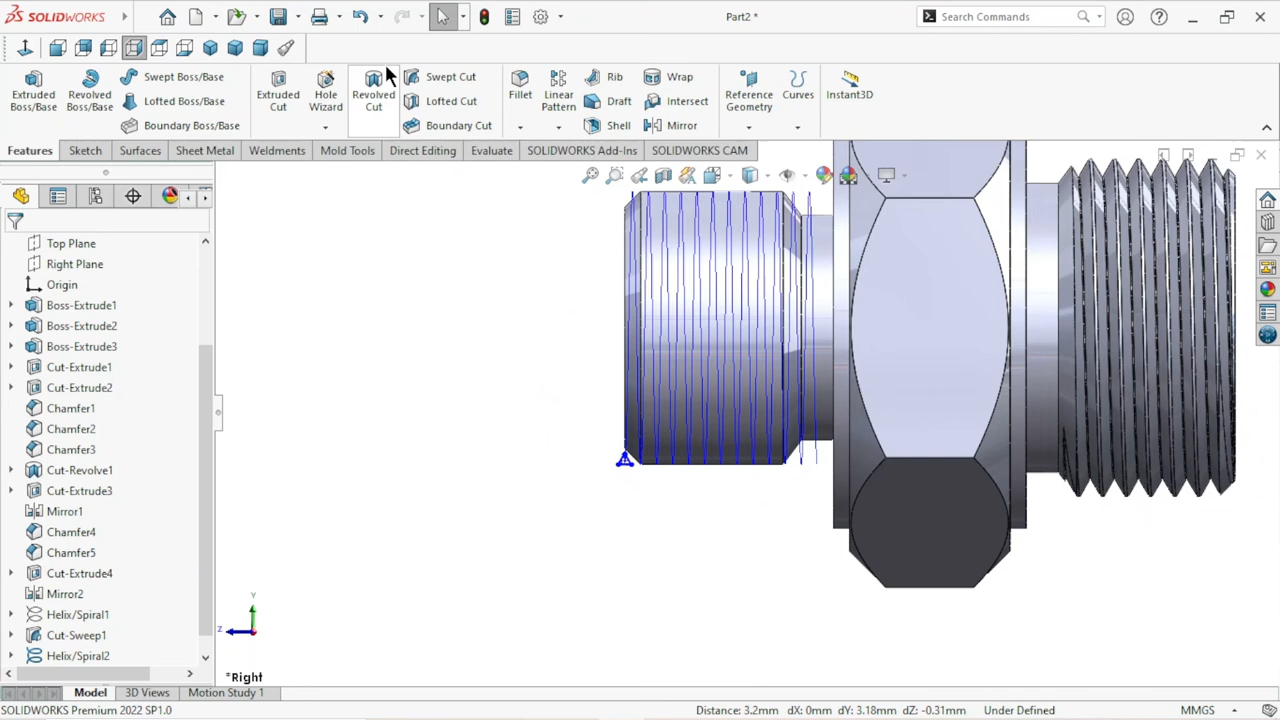 SOLIDWORKS
Part2 *
Search Commands
Extruded Boss/Base
Revolved Boss/Base
Swept Boss/Base
Lofted Boss/Base
Boundary Boss/Base
Extruded Cut
Hole Wizard
Revolved Cut
Swept Cut
Lofted Cut
Boundary Cut
Fillet
Linear Pattern
Rib
Draft
Shell
Wrap
Intersect
Mirror
Reference Geometry
Curves
Instant3D
Features
Sketch
Surfaces
Sheet Metal
Weldments
Mold Tools
Direct Editing
Evaluate
SOLIDWORKS Add-Ins
SOLIDWORKS CAM
Top Plane
Right Plane
Origin
Boss-Extrude1
Boss-Extrude2
Boss-Extrude3
Cut-Extrude1
Cut-Extrude2
Chamfer1
Chamfer2
Chamfer3
Cut-Revolve1
Cut-Extrude3
Mirror1
Chamfer4
Chamfer5
Cut-Extrude4
Mirror2
Helix/Spiral1
Cut-Sweep1
Helix/Spiral2
Y
Z
*Right
Model
3D Views
Motion Study 1
SOLIDWORKS Premium 2022 SP1.0
Distance: 3.2mm dX: 0mm dY: 3.18mm dZ: -0.31mm
Under Defined
MMGS